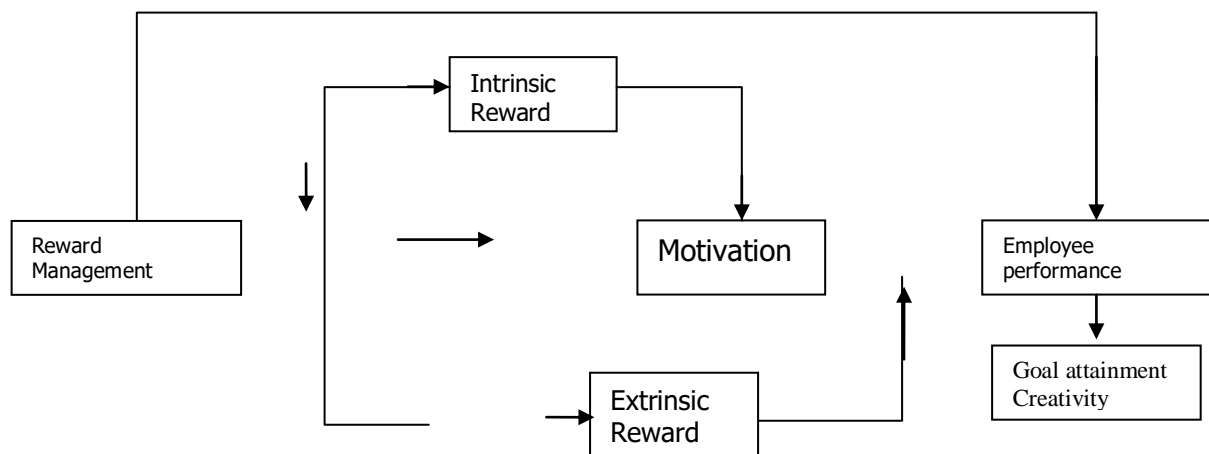 Intrinsic
Reward
Reward
Management
Motivation
Employee
performance
Goal attainment
Creativity
Extrinsic
Reward